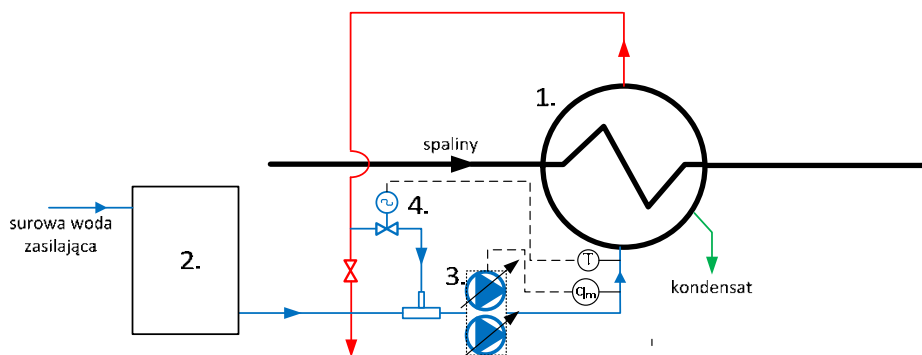 1.
spaliny
4.
surowa woda
zasilająca
2.
3.
T
qm
kondensat